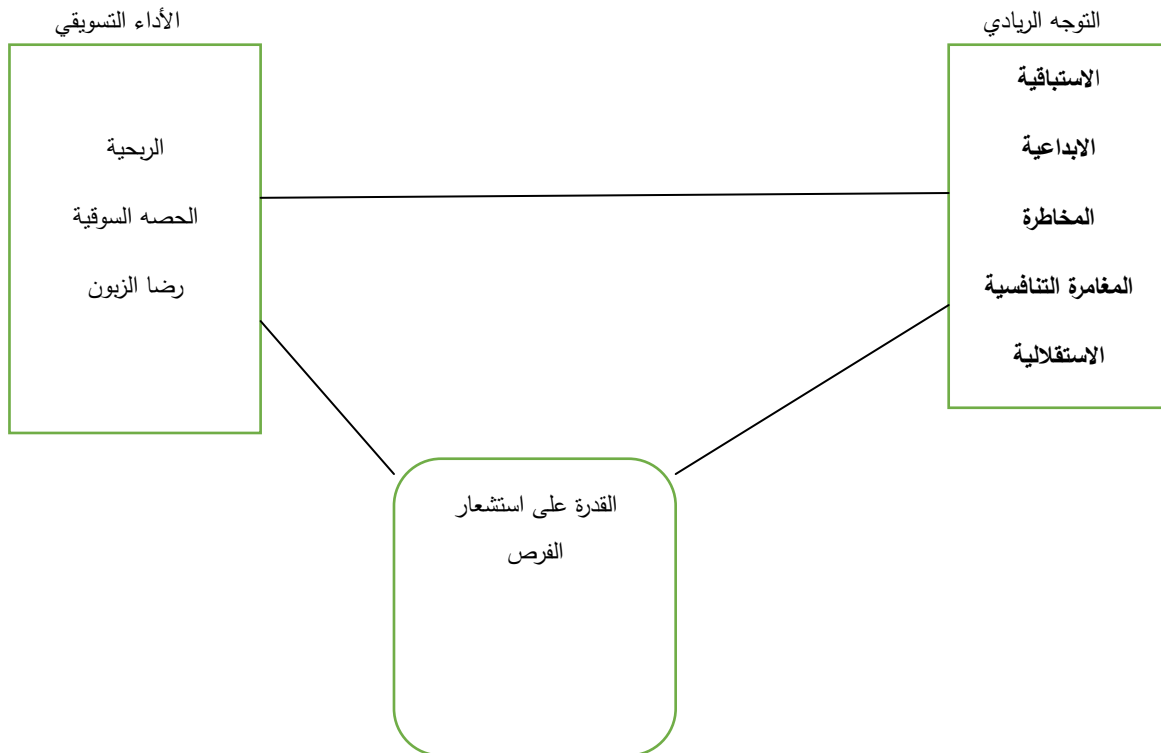 التوجه الريادي
الاستباقية
الابداعية
المخاطرة
المغامرة التنافسية
الاستقلالية
الأداء التسويقي
الربحية
الحصه السوقية
رضا الزبون
القدرة على استشعار
الفرص